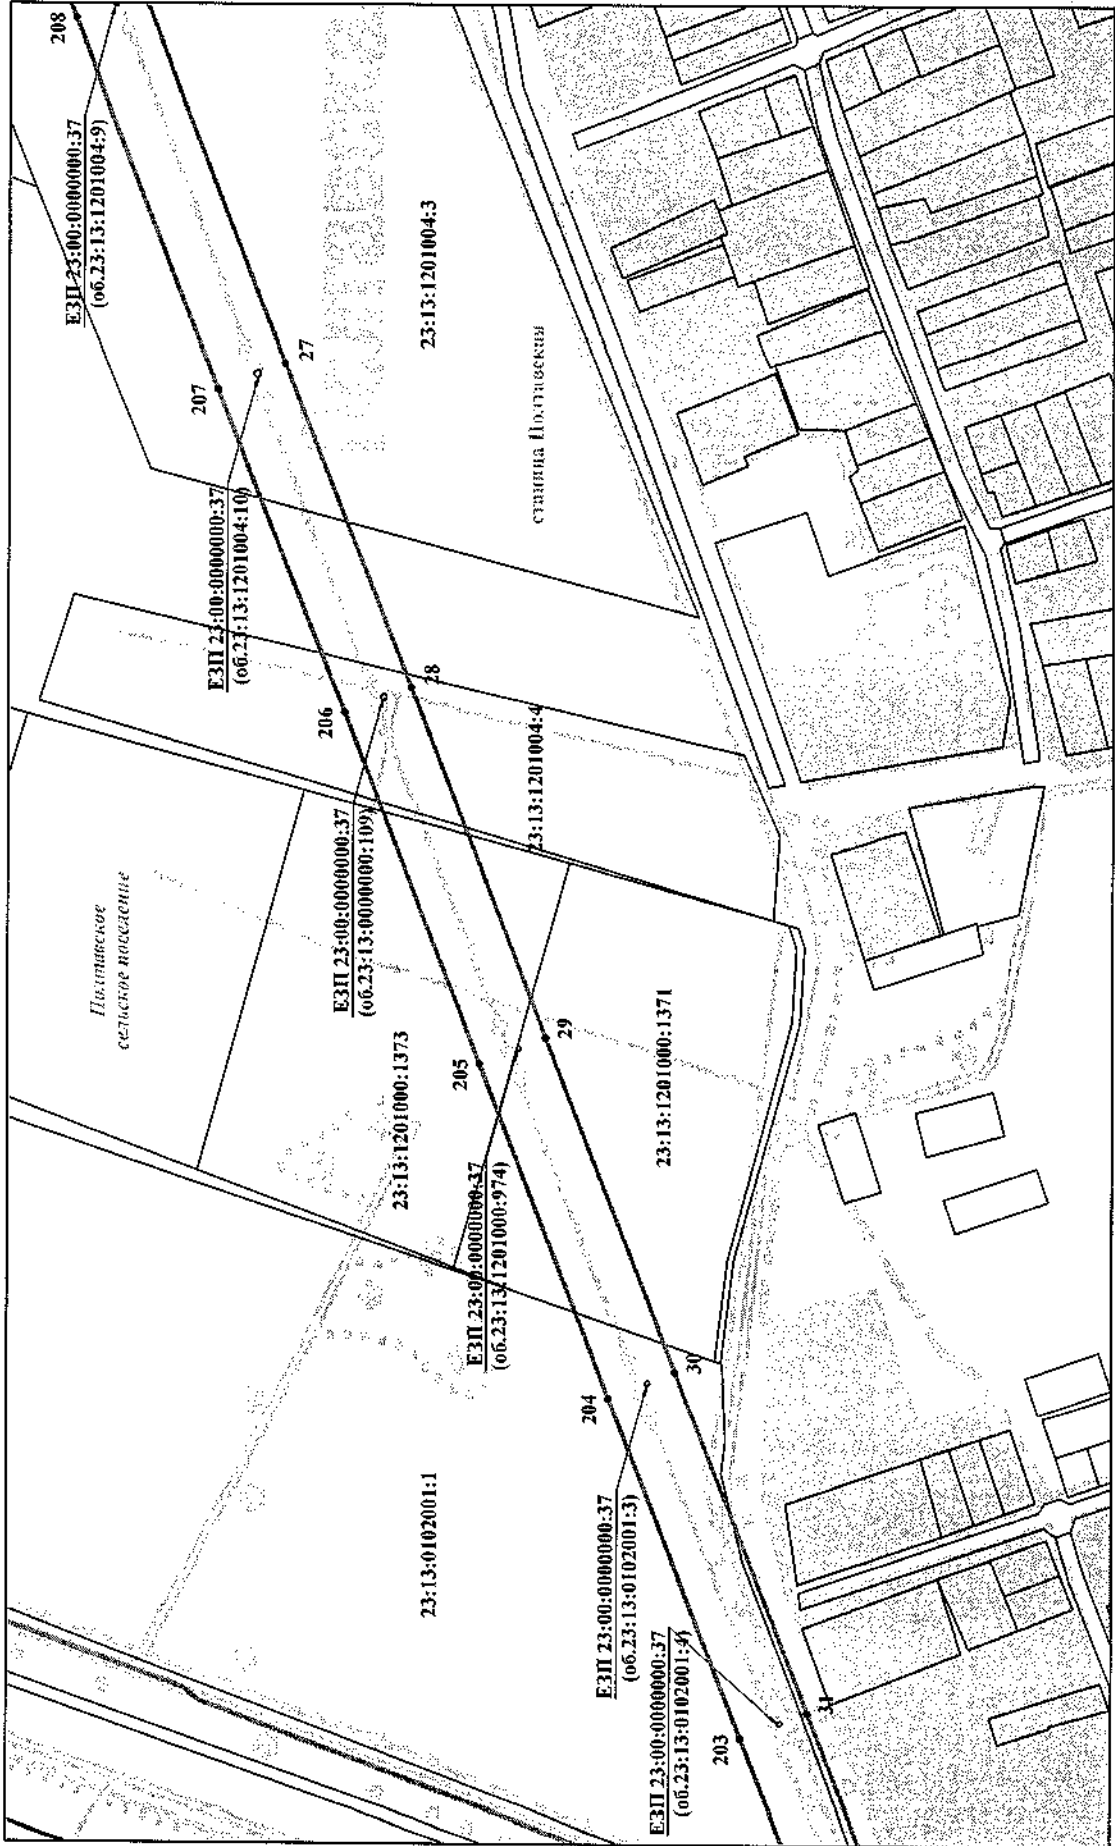 208
ЕЗП 23:00:0000000:37
(об.23:13:1201004:9)
207
27
23:13:1201004:3
станица Полтавская
ЕЗП 23:00:0000000:37
(об.23:13:1201004:10)
206
28
23:13:1201004:4
Полтавское
сельское поселение
ЕЗП 23:00:0000000:37
(об.23:13:0000000:109)
205
29
23:13:1201000:1373
23:13:1201000:1371
ЕЗП 23:00:0000000:37
(об.23:13:1201000:974)
204
30
23:13:0102001:1
ЕЗП 23:00:0000000:37
(об.23:13:0102001:3)
ЕЗП 23:00:0000000:37
(об.23:13:0102001:4)
203
31